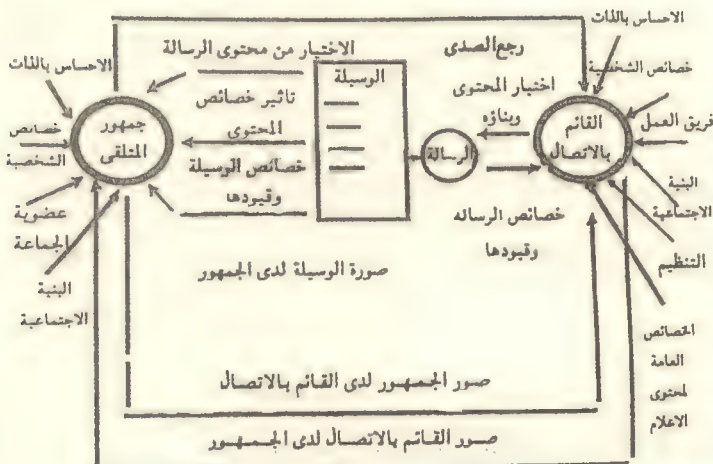 رجع الصدى
الاحساس بالذات
خصائص الشخصية
فريق العمل
البنية
الاجتماعية
التنظيم
الخصائص
العامة
لمحتوى
الاعلام
القائم
بالاتصال
اختيار المحتوى
وبناؤه
خصائص الرساله
وقيودها
الرسالة
الوسيلة
الاختيار من محتوى الرسالة
تاثير خصائص
المحتوى
خصائص الوسيلة
وقيودها
جمهور
المتلقى
الاحساس بالذات
خصائص
الشخصية
عضوية
الجماعة
البنية
الاجتماعية
صورة الوسيلة لدى الجمهور
صور الجمهور لدى القائم بالاتصال
صور القائم بالاتصال لدى الجمهور